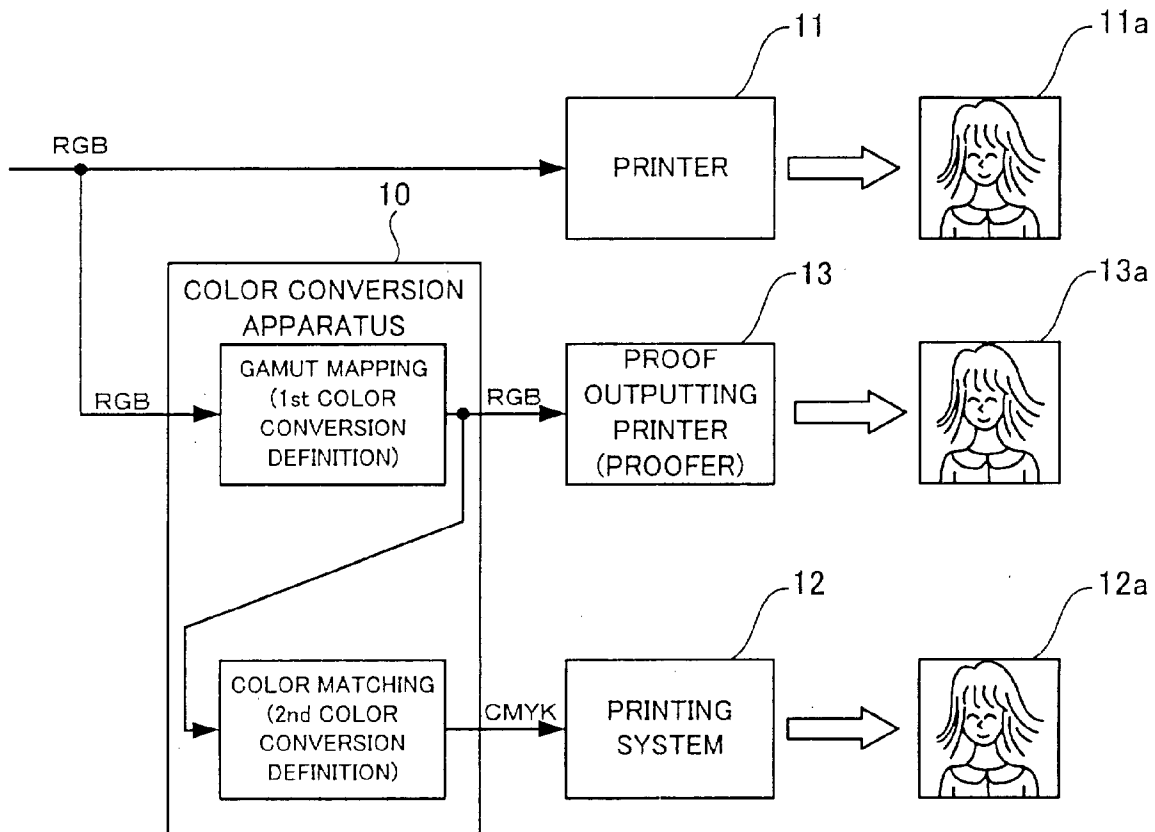 11
11a
RGB
PRINTER
10
COLOR CONVERSION
APPARATUS
13
13a
GAMUT MAPPING
(1st COLOR
CONVERSION
DEFINITION)
RGB
RGB
PROOF
OUTPUTTING
PRINTER
(PROOFER)
12
12a
COLOR MATCHING
(2nd COLOR
CONVERSION
DEFINITION)
CMYK
PRINTING
SYSTEM